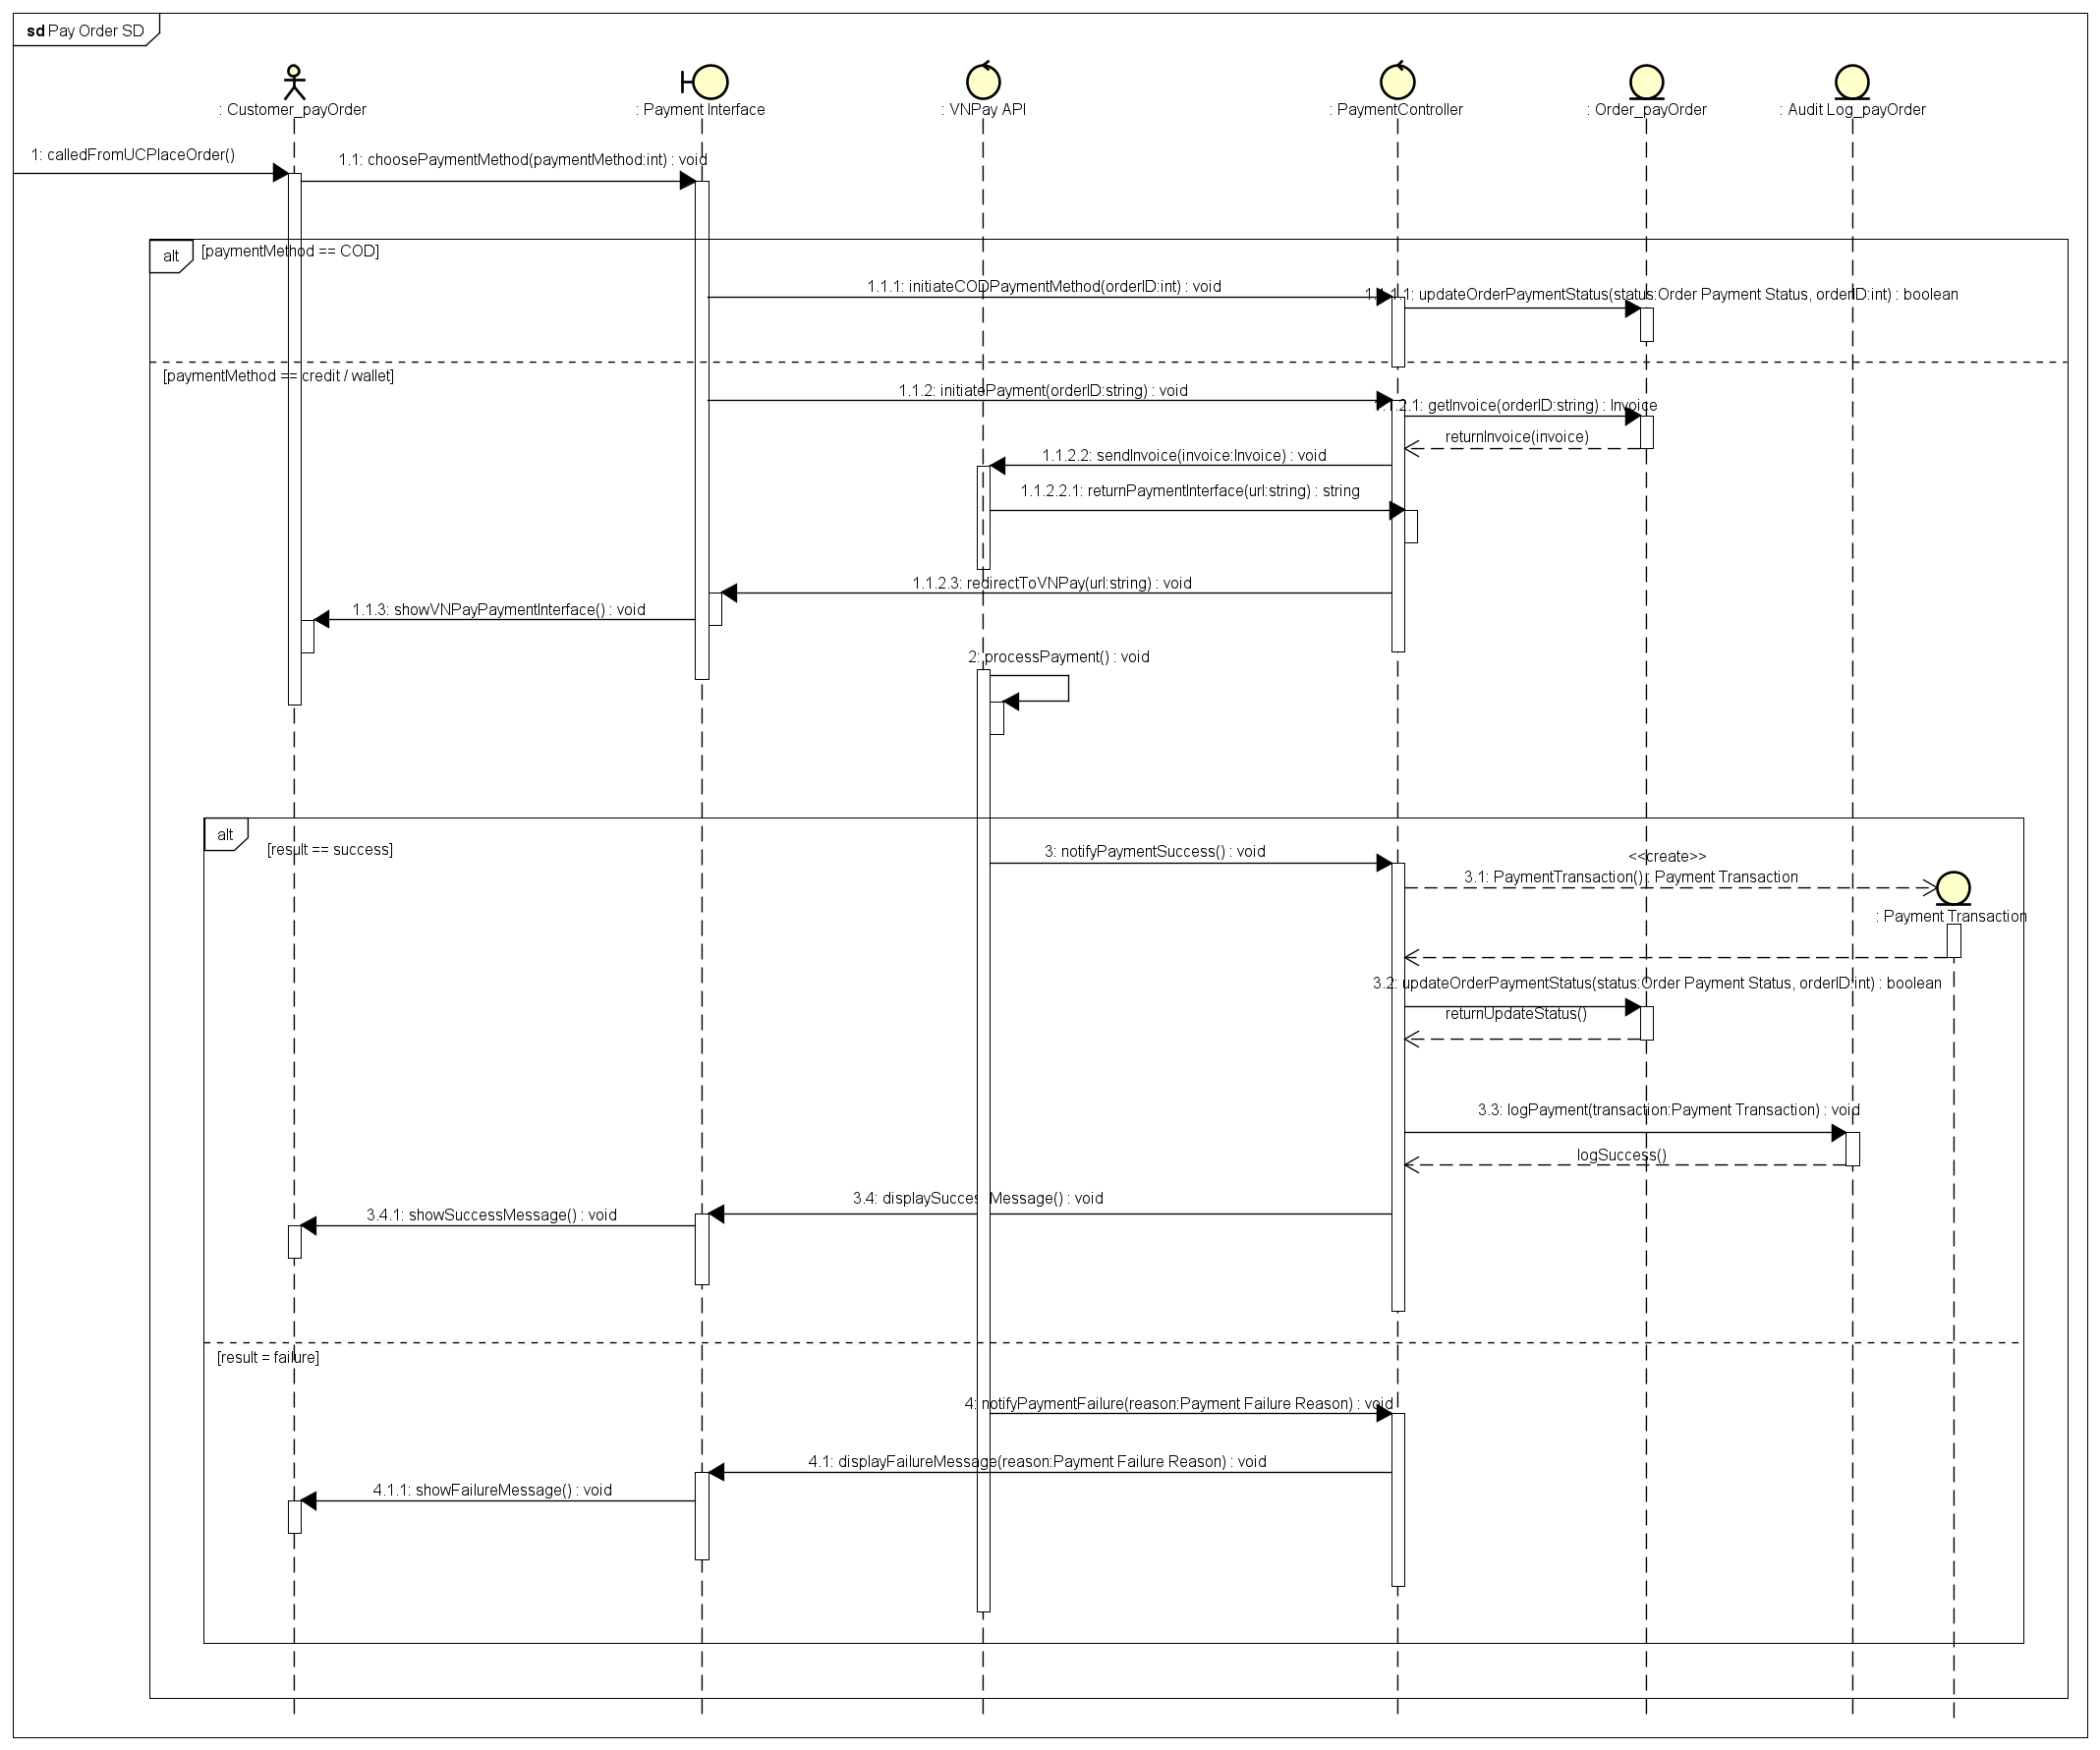 sd Pay Order SD
: Customer_payOrder
: Payment Interface
: VNPay API
: PaymentController
: Order_payOrder
: Audit Log_payOrder
1: calledFromUCPlaceOrder()
1.1: choosePaymentMethod(paymentMethod:int) : void
alt
[paymentMethod == COD]
1.1.1: initiateCODPaymentMethod(orderID:int) : void
1.1.1.1: updateOrderPaymentStatus(status:Order Payment Status, orderID:int) : boolean
[paymentMethod == credit / wallet]
1.1.2: initiatePayment(orderID:string) : void
1.1.2.1: getInvoice(orderID:string) : Invoice
returnInvoice(invoice)
1.1.2.2: sendInvoice(invoice:Invoice) : void
1.1.2.2.1: returnPaymentInterface(url:string) : string
1.1.2.3: redirectToVNPay(url:string) : void
1.1.3: showVNPayPaymentInterface() : void
2: processPayment() : void
alt
[result == success]
3: notifyPaymentSuccess() : void
<<create>>
3.1: PaymentTransaction() : Payment Transaction
: Payment Transaction
3.2: updateOrderPaymentStatus(status:Order Payment Status, orderID:int) : boolean
returnUpdateStatus()
3.3: logPayment(transaction:Payment Transaction) : void
logSuccess()
3.4: displaySuccessMessage() : void
3.4.1: showSuccessMessage() : void
[result = failure]
4: notifyPaymentFailure(reason:Payment Failure Reason) : void
4.1: displayFailureMessage(reason:Payment Failure Reason) : void
4.1.1: showFailureMessage() : void